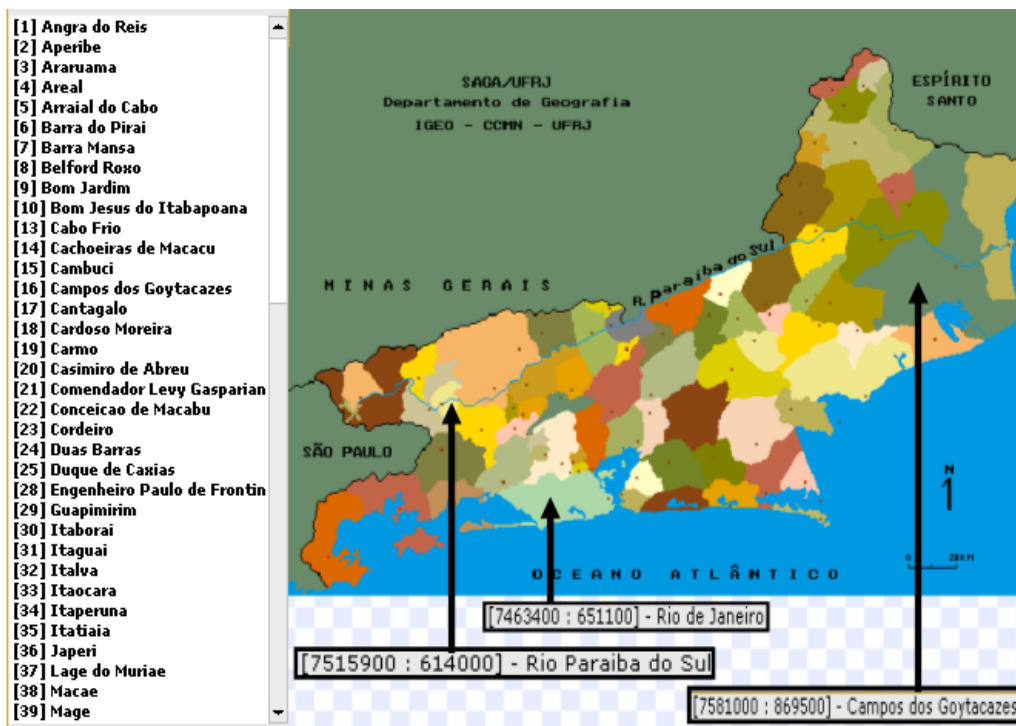 [1] Angra do Reis
[2] Aperibe
[3] Araruama
[4] Areal
[5] Arraial do Cabo
[6] Barra do Pirai
[7] Barra Mansa
[8] Belford Roxo
[9] Bom Jardim
[10] Bom Jesus do Itabapoana
[13] Cabo Frio
[14] Cachoeiras de Macacu
[15] Cambuci
[16] Campos dos Goytacazes
[17] Cantagalo
[18] Cardoso Moreira
[19] Carmo
[20] Casimiro de Abreu
[21] Comendador Levy Gasparian
[22] Conceicao de Macabu
[23] Cordeiro
[24] Duas Barras
[25] Duque de Caxias
[28] Engenheiro Paulo de Frontin
[29] Guapimirim
[30] Itaborai
[31] Itaguai
[32] Italva
[33] Itaocara
[34] Itaperuna
[35] Itatiaia
[36] Japeri
[37] Lage do Muriae
[38] Macae
[39] Mage
SAGA/UFRJ
Departamento de Geografia
IGEO - CCMN - UFRJ
ESPÍRITO
SANTO
MINAS GERAIS
R. Paraíba do Sul
SÃO PAULO
N
0 28KM
OCEANO ATLÂNTICO
[7463400 : 651100] - Rio de Janeiro
[7515900 : 614000] - Rio Paraiba do Sul
[7581000 : 869500] - Campos dos Goytacazes